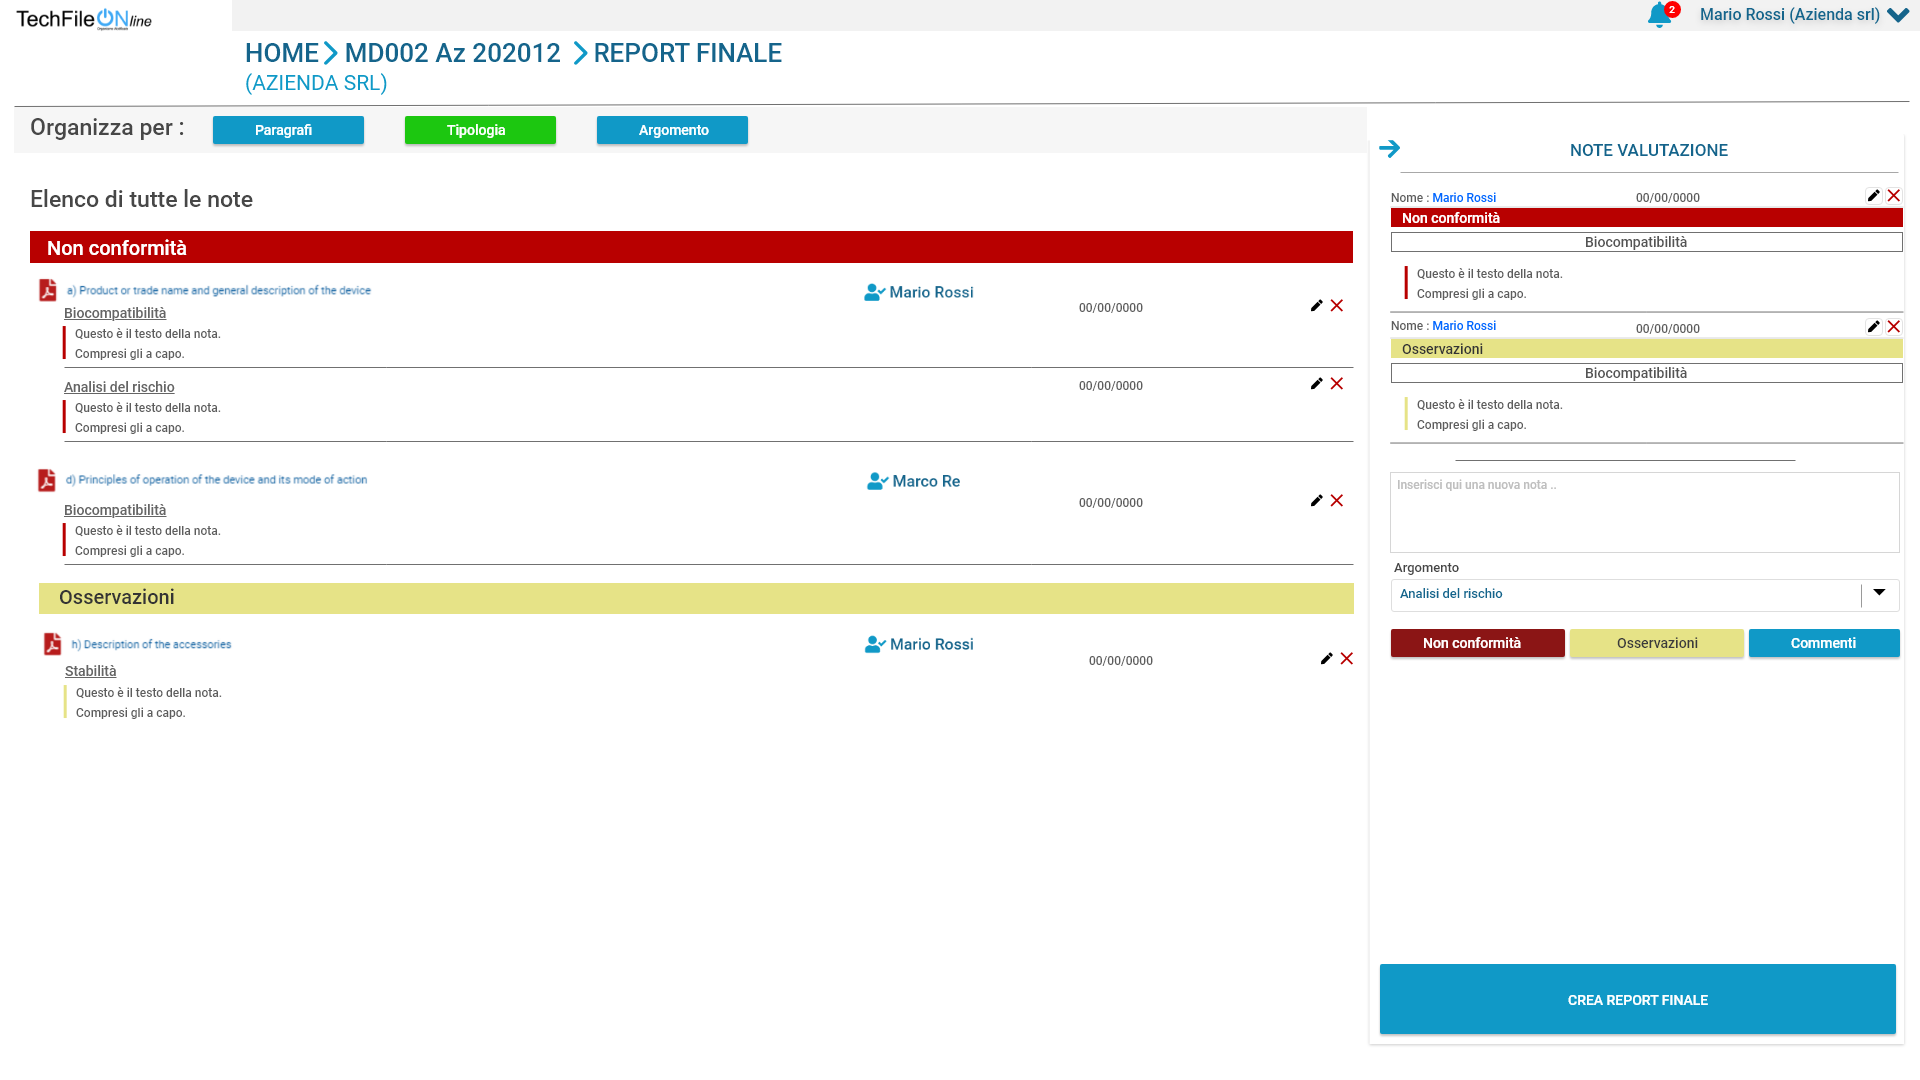 TechFileONline
2
Mario Rossi (Azienda srl)
HOME MD002 Az 202012 REPORT FINALE
(AZIENDA SRL)
Organizza per :
Paragrafi
Tipologia
Argomento
Elenco di tutte le note
Non conformità
a) Product or trade name and general description of the device
Mario Rossi
00/00/0000
Biocompatibilità
Questo è il testo della nota.
Compresi gli a capo.
Analisi del rischio
00/00/0000
Questo è il testo della nota.
Compresi gli a capo.
d) Principles of operation of the device and its mode of action
Marco Re
00/00/0000
Biocompatibilità
Questo è il testo della nota.
Compresi gli a capo.
Osservazioni
h) Description of the accessories
Mario Rossi
00/00/0000
Stabilità
Questo è il testo della nota.
Compresi gli a capo.
NOTE VALUTAZIONE
Nome : Mario Rossi 00/00/0000
Non conformità
Biocompatibilità
Questo è il testo della nota.
Compresi gli a capo.
Nome : Mario Rossi 00/00/0000
Osservazioni
Biocompatibilità
Questo è il testo della nota.
Compresi gli a capo.
Inserisci qui una nuova nota ..
Argomento
Analisi del rischio
Non conformità
Osservazioni
Commenti
CREA REPORT FINALE